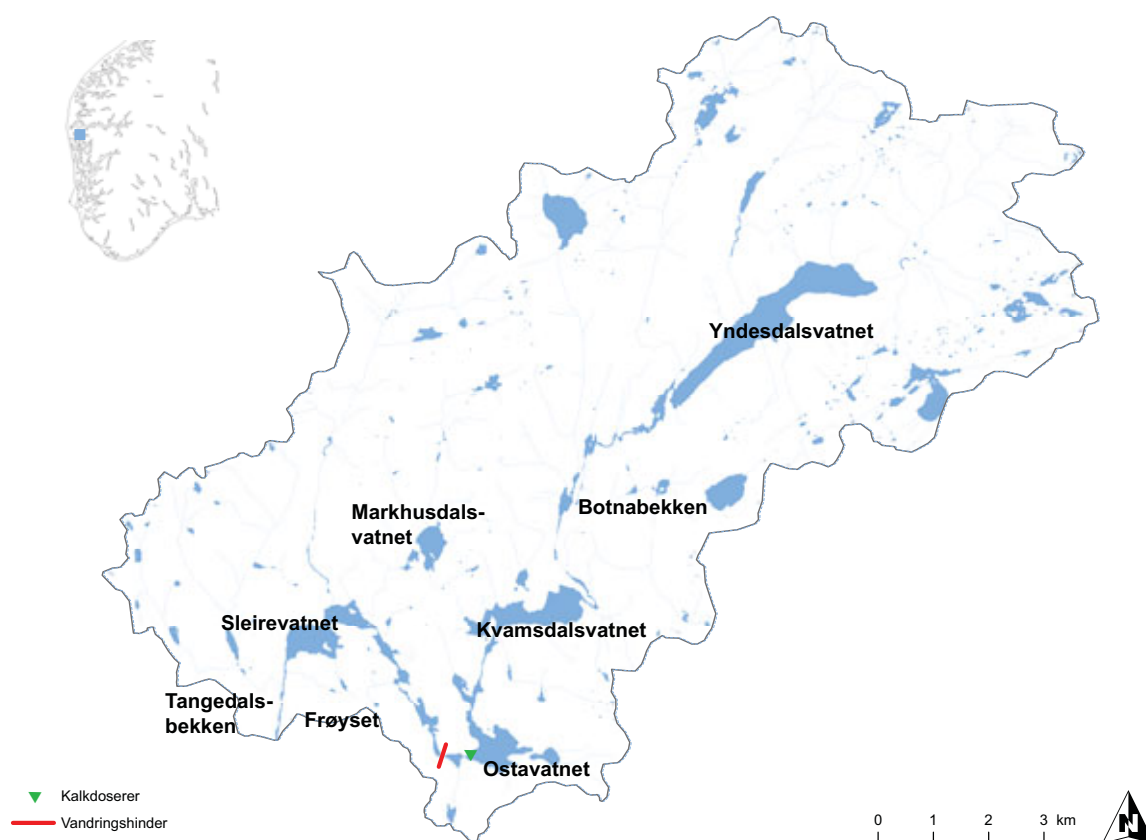 Yndesdalsvatnet
Markhusdals-
vatnet
Botnabekken
Sleirevatnet
Kvamsdalsvatnet
Tangedals-
bekken
Frøyset
Ostavatnet
Kalkdoserer
Vandringshinder
0 1 2 3 km
N